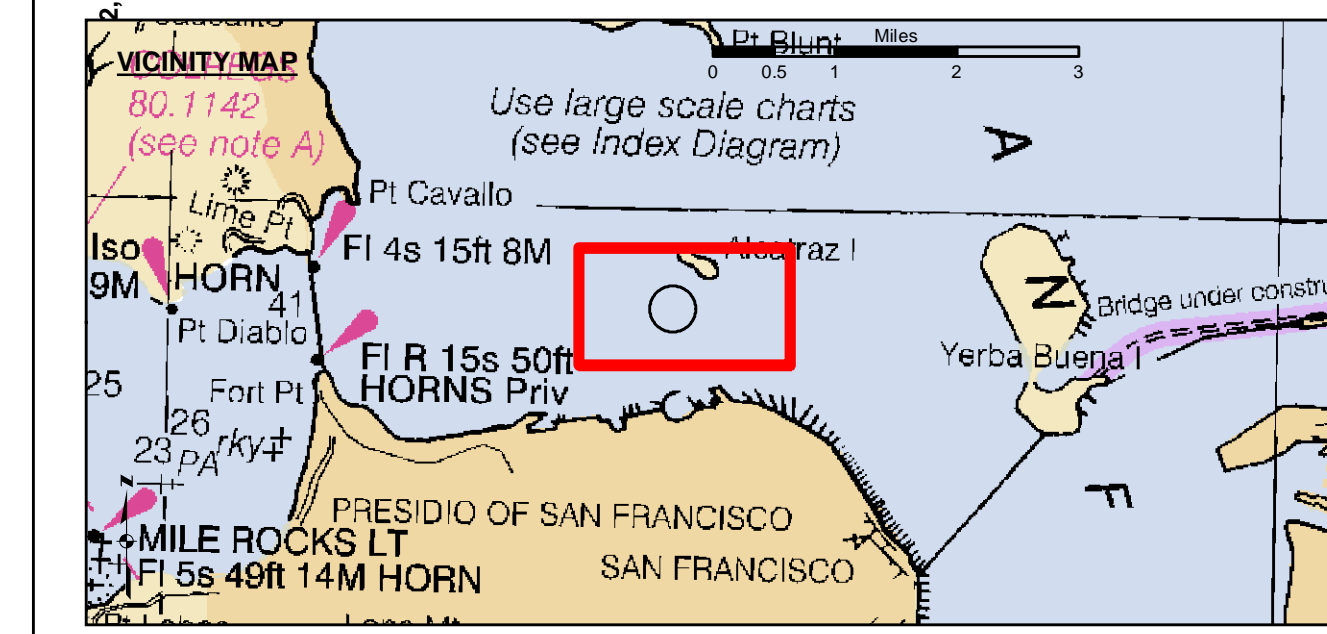 Pt Blunt
Miles
VICINITY MAP
0 0.5 1 2 3
COLREGS
80.1142
(see note A)
Use large scale charts
(see Index Diagram)
A
Pt Cavallo
Lime Pt
Iso
9M
HORN
Fl 4s 15ft 8M
Alcatraz I
41
N
Bridge under constru
Pt Diablo
Fl R 15s 50ft
HORNS Priv
Yerba Buena I
25
Fort Pt
26
23
PA
rky
N
F
PRESIDIO OF SAN FRANCISCO
MILE ROCKS LT
Fl 5s 49ft 14M HORN
SAN FRANCISCO